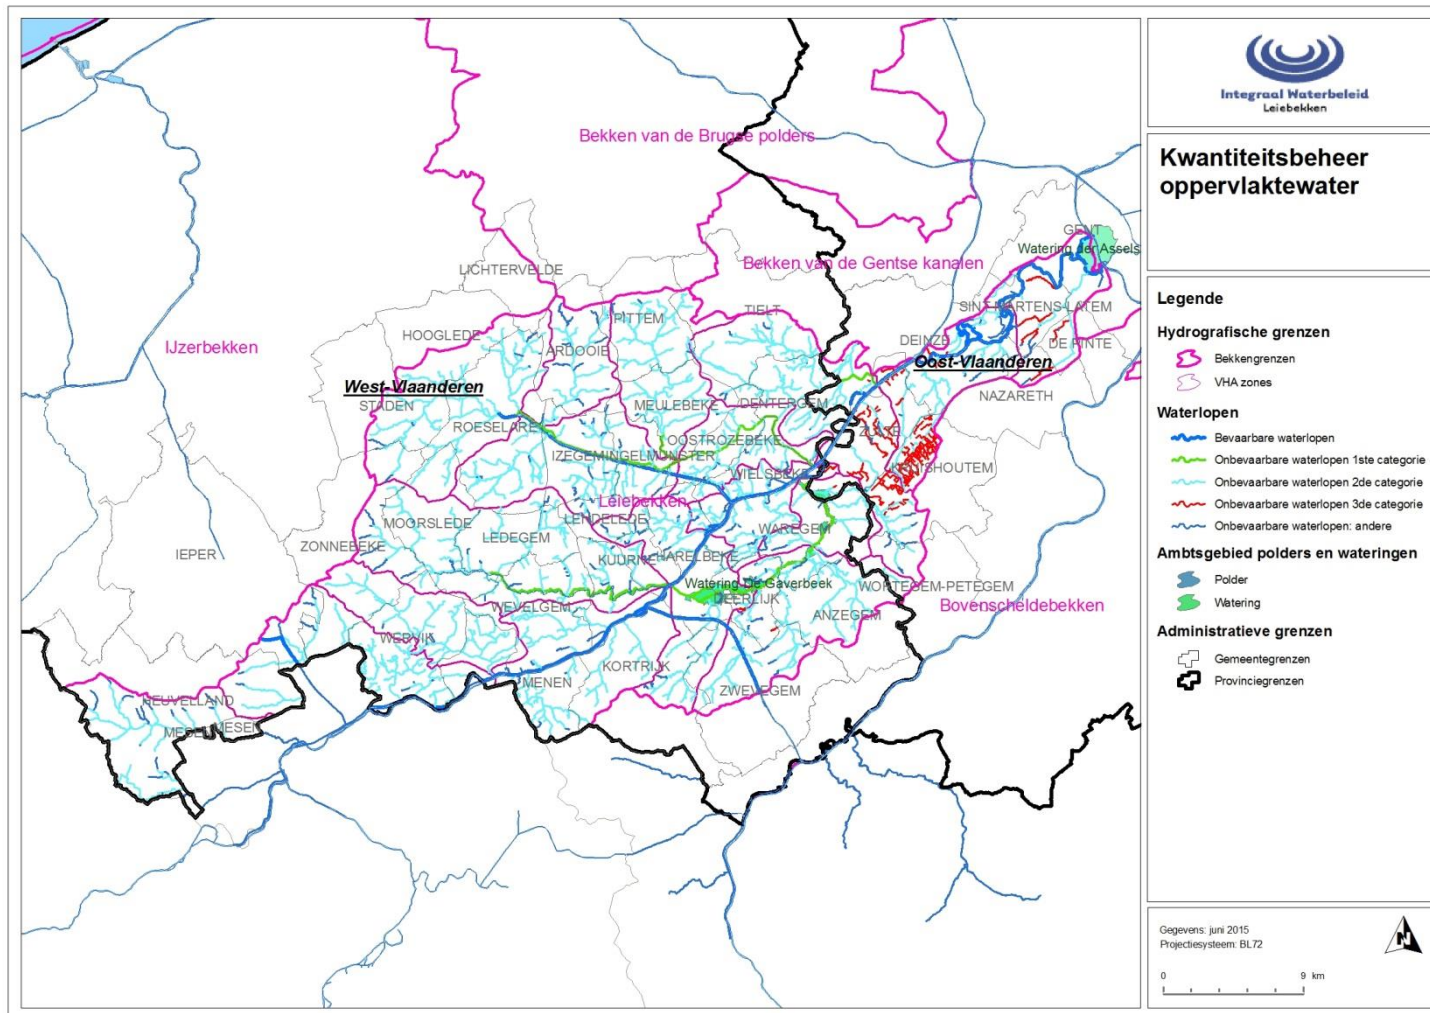 Bekken van de Brugse polders
GENT
Watering der Assels
Bekken van de Gentse kanalen
LICHTERVELDE
SINT-MARTENS-LATEM
TIELT
PITTEM
HOOGLEDE
DEINZE
DE PINTE
IJzerbekken
ARDOOIE
Oost-Vlaanderen
West-Vlaanderen
NAZARETH
STADEN
MEULEBEKE
DENTERGEM
ROESELARE
OOSTROZEBEKE
ZULTE
IZEGEM
INGELMUNSTER
KRUISHOUTEM
WIELSBEKE
Leiebekken
MOORSLEDE
LENDELEDE
WAREGEM
LEDEGEM
ZONNEBEKE
IEPER
KUURNE
HARELBEKE
Watering De Gaverbeek
WORTEGEM-PETEGEM
DEERLIJK
Bovenscheldebekken
WEVELGEM
ANZEGEM
WERVIK
KORTRIJK
MENEN
ZWEVEGEM
HEUVELLAND
MESEN
MESEN
Integraal Waterbeleid
Leiebekken
Kwantiteitsbeheer
oppervlaktewater
Legende
Hydrografische grenzen
Bekkengrenzen
VHA zones
Waterlopen
Bevaarbare waterlopen
Onbevaarbare waterlopen 1ste categorie
Onbevaarbare waterlopen 2de categorie
Onbevaarbare waterlopen 3de categorie
Onbevaarbare waterlopen: andere
Ambtsgebied polders en wateringen
Polder
Watering
Administratieve grenzen
Gemeentegrenzen
Provinciegrenzen
Gegevens: juni 2015
Projectiesysteem: BL72
N
0 9 km